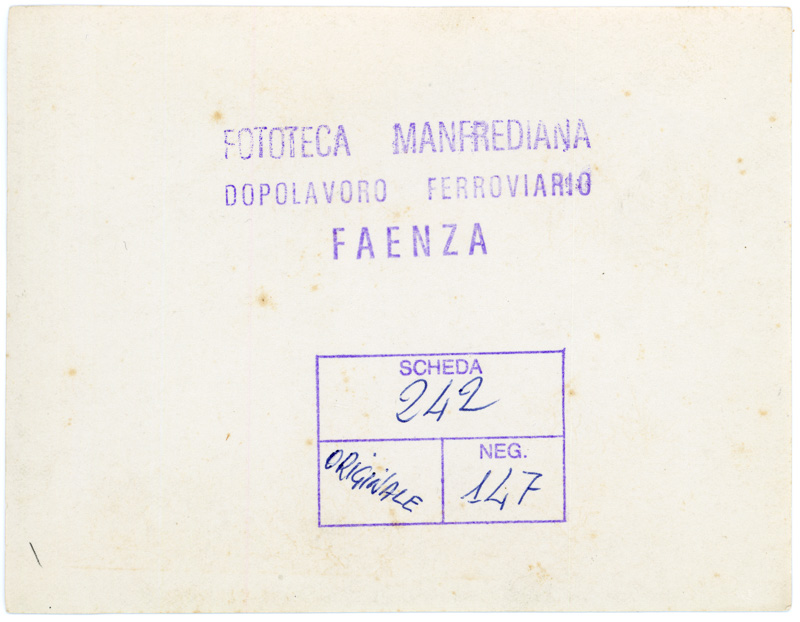 FOTOTECA MANFREDIANA
DOPOLAVORO FERROVIARIO
FAENZA
SCHEDA
242
ORIGINALE
NEG.
147